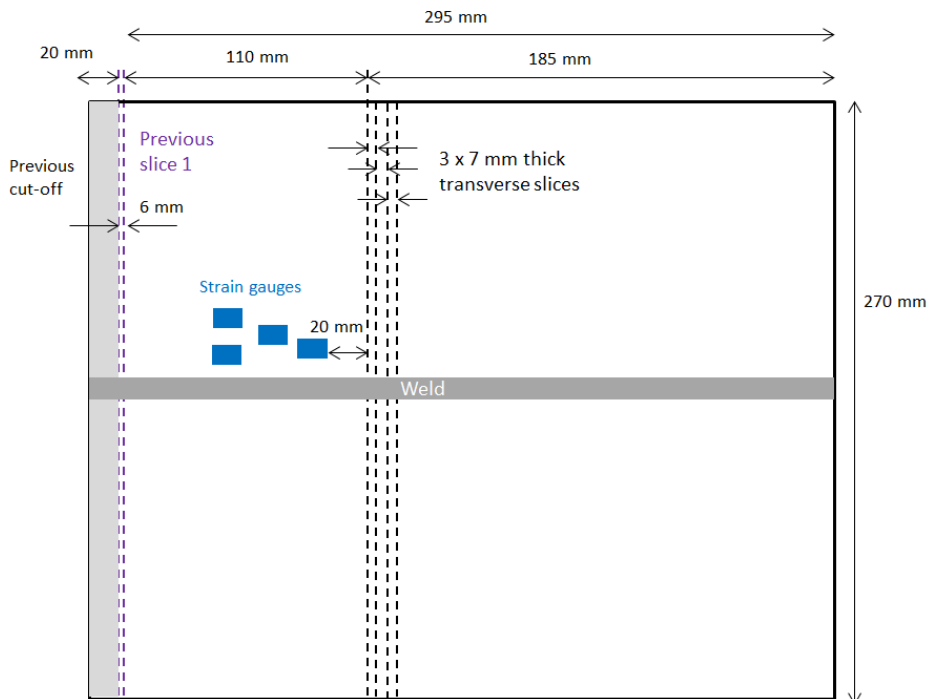 295 mm
20 mm
110 mm
185 mm
Previous
slice 1
Previous
cut-off
3 x 7 mm thick
transverse slices
6 mm
Strain gauges
270 mm
20 mm
Weld